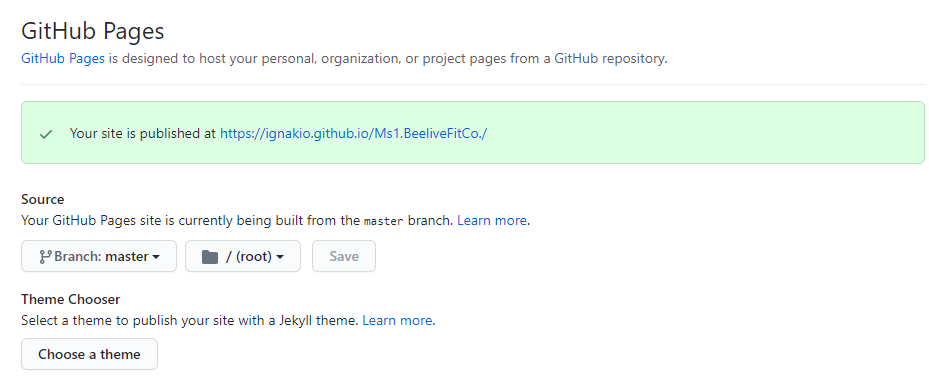 GitHub Pages
GitHub Pages is designed to host your personal, organization, or project pages from a GitHub repository.
Your site is published at https://ignakio.github.io/Ms1.BeeliveFitCo./
Source
Your GitHub Pages site is currently being built from the master branch. Learn more.
Branch: master / (root) Save
Theme Chooser
Select a theme to publish your site with a Jekyll theme. Learn more.
Choose a theme